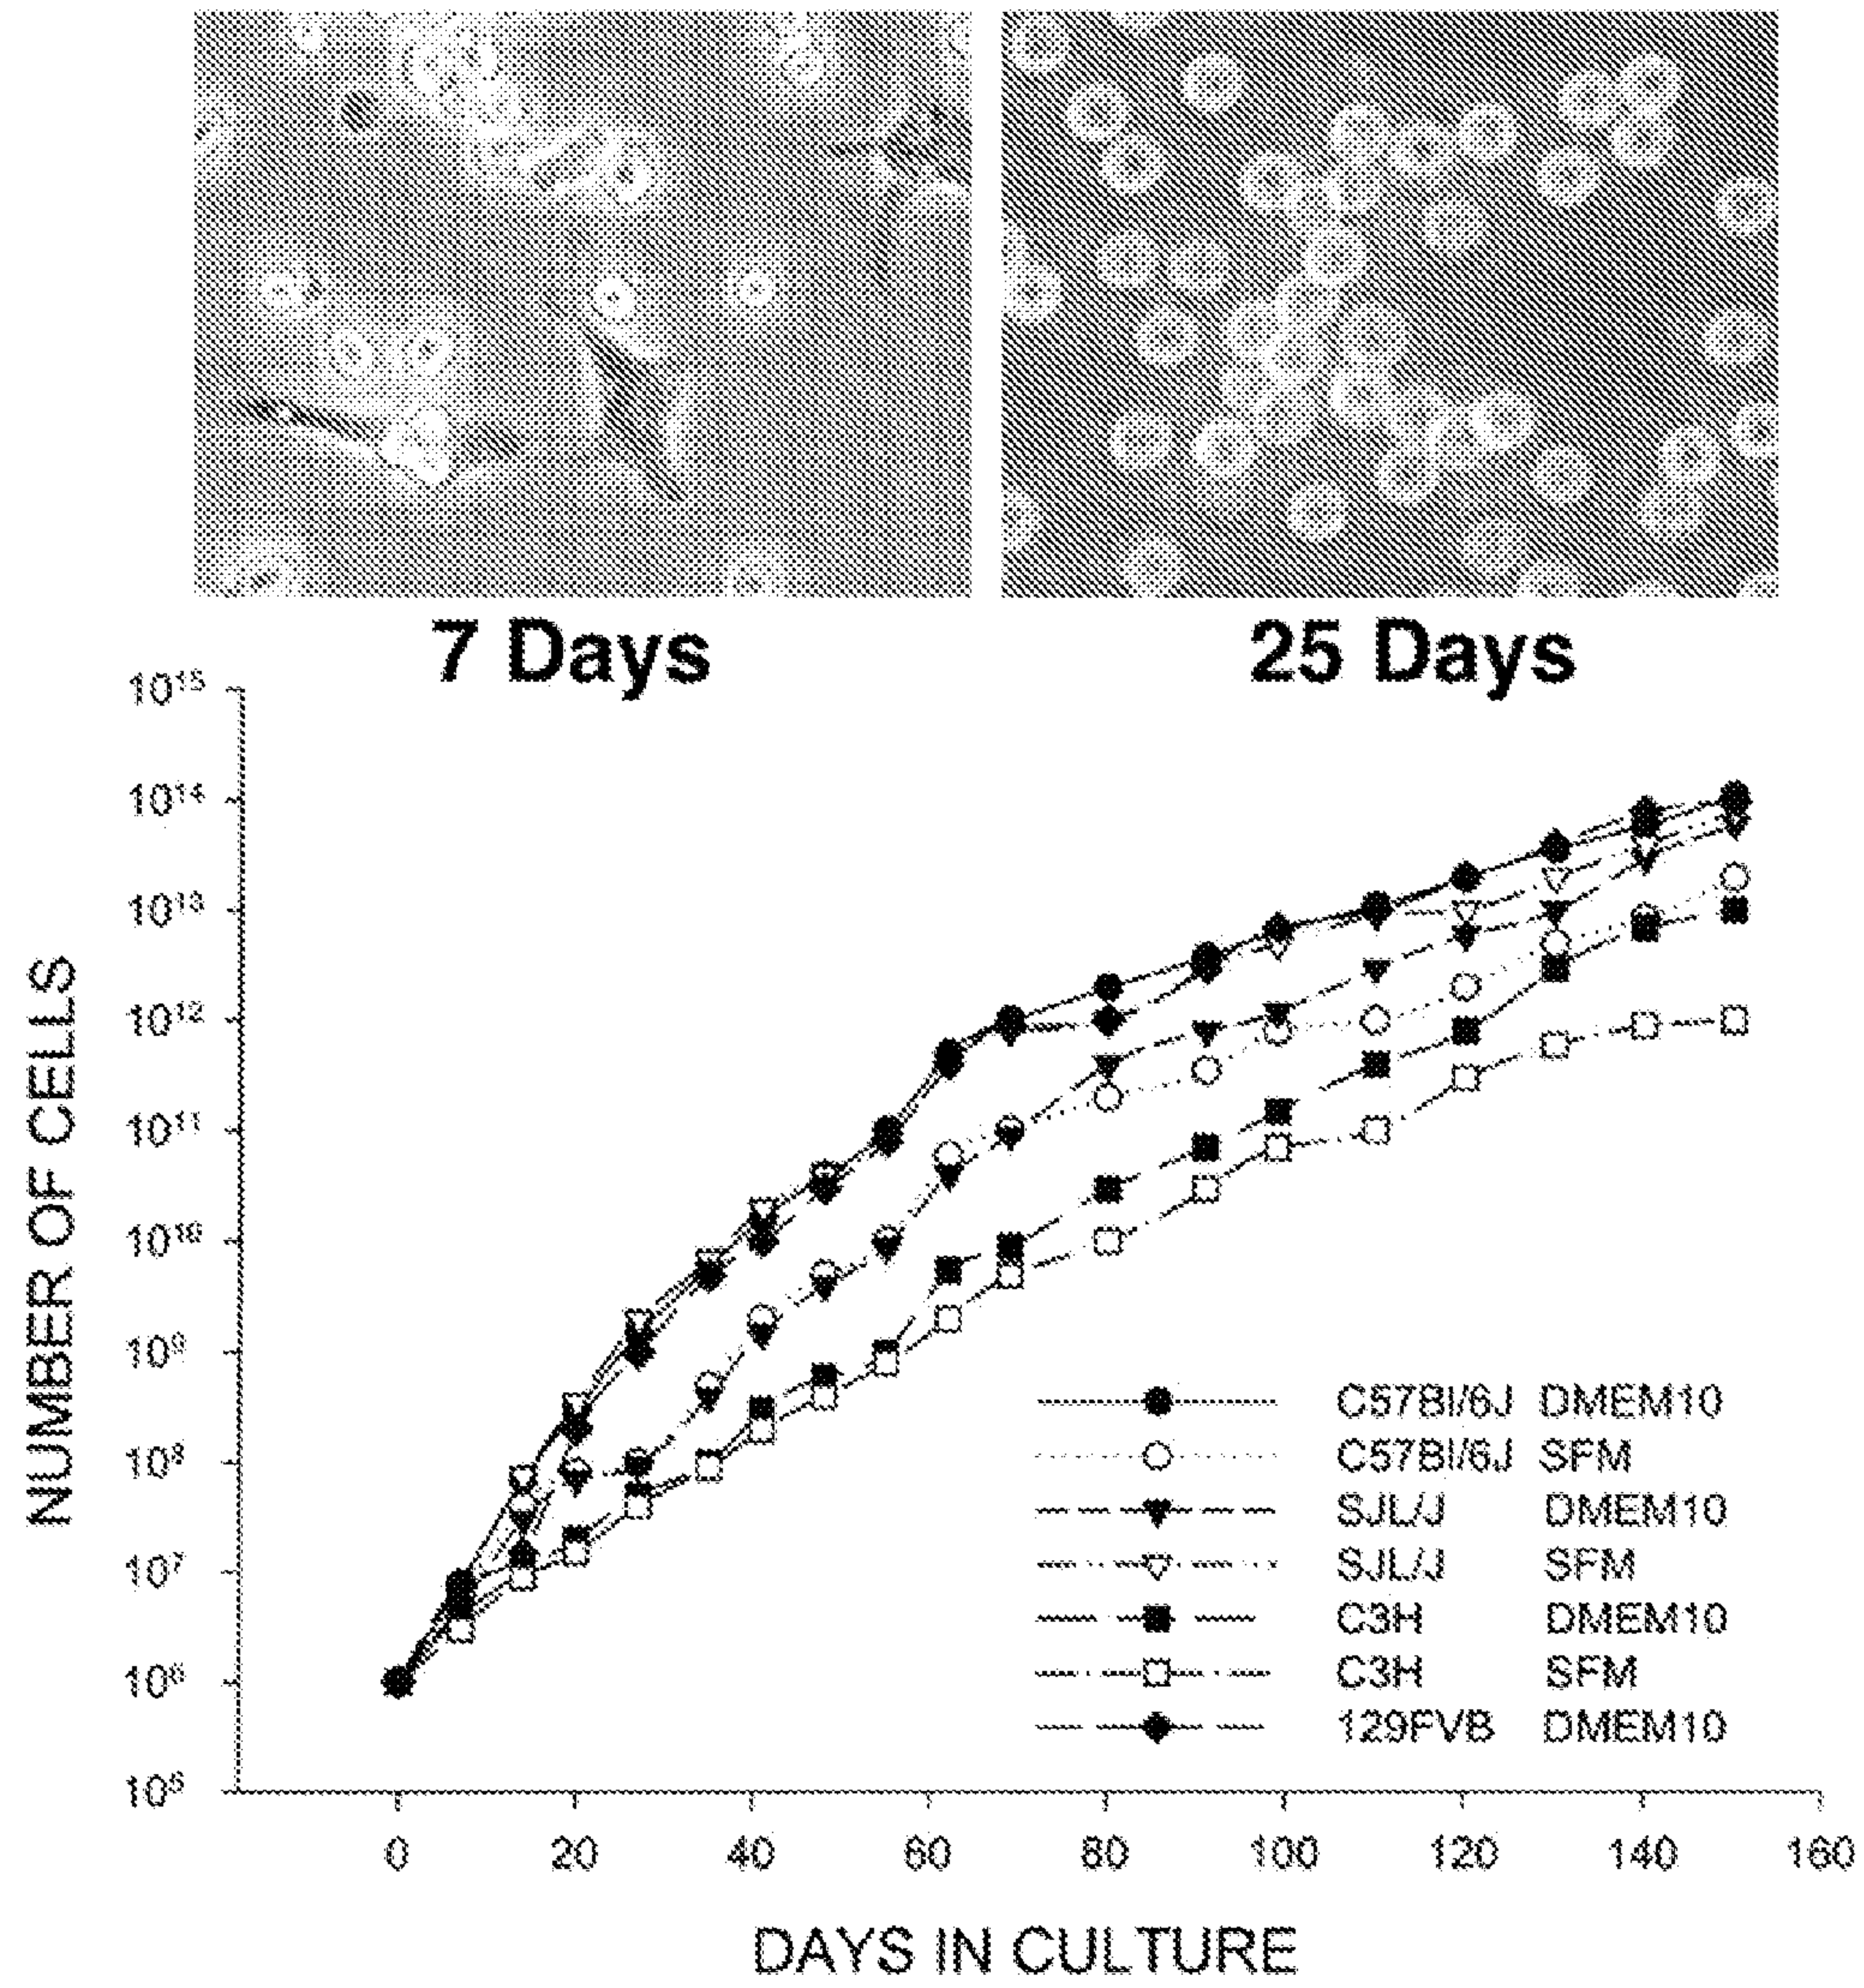 7 Days 25 Days
10¹⁵
10¹⁴
10¹³
10¹²
10¹¹
10¹⁰
10⁹
10⁸
10⁷
10⁶
10⁵
NUMBER OF CELLS
C57Bl/6J DMEM10
C57Bl/6J SFM
SJL/J DMEM10
SJL/J SFM
C3H DMEM10
C3H SFM
129FVB DMEM10
0 20 40 60 80 100 120 140 160
DAYS IN CULTURE